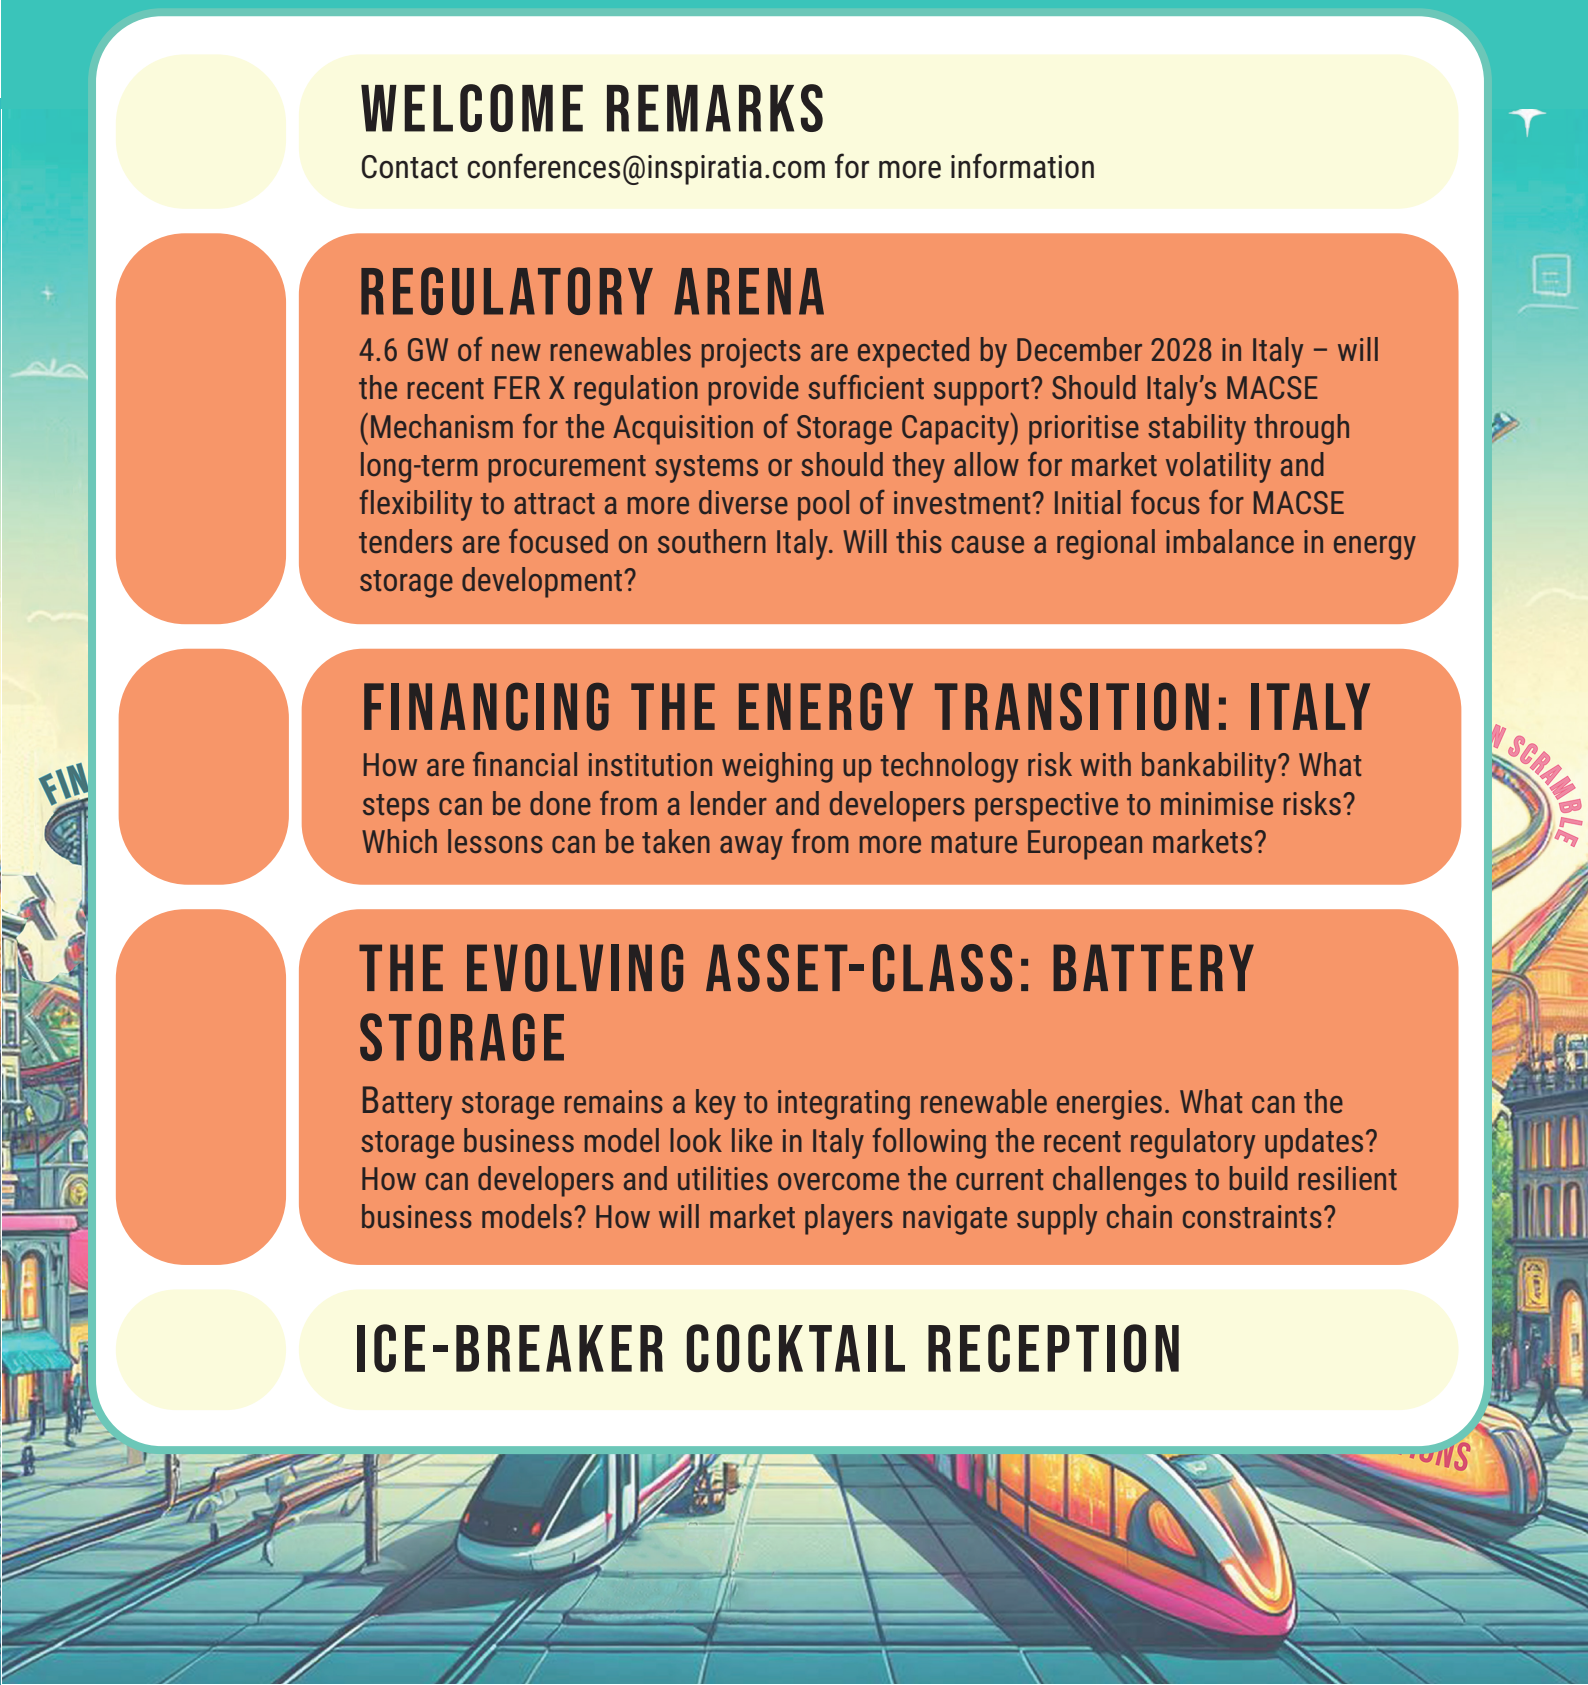 WELCOME REMARKS
Contact conferences@inspiratia.com for more information
REGULATORY ARENA
4.6 GW of new renewables projects are expected by December 2028 in Italy – will
the recent FER X regulation provide sufficient support? Should Italy’s MACSE
(Mechanism for the Acquisition of Storage Capacity) prioritise stability through
long-term procurement systems or should they allow for market volatility and
flexibility to attract a more diverse pool of investment? Initial focus for MACSE
tenders are focused on southern Italy. Will this cause a regional imbalance in energy
storage development?
FINANCING THE ENERGY TRANSITION: ITALY
How are financial institution weighing up technology risk with bankability? What
steps can be done from a lender and developers perspective to minimise risks?
Which lessons can be taken away from more mature European markets?
FIN
N SCRAMBLE
THE EVOLVING ASSET-CLASS: BATTERY
STORAGE
Battery storage remains a key to integrating renewable energies. What can the
storage business model look like in Italy following the recent regulatory updates?
How can developers and utilities overcome the current challenges to build resilient
business models? How will market players navigate supply chain constraints?
ICE-BREAKER COCKTAIL RECEPTION